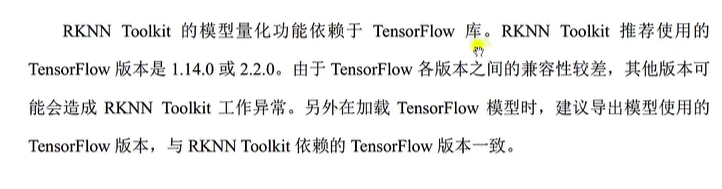 RKNN Toolkit 的模型量化功能依赖于 TensorFlow 库。RKNN Toolkit 推荐使用的
TensorFlow 版本是 1.14.0 或 2.2.0。由于 TensorFlow 各版本之间的兼容性较差，其他版本可
能会造成 RKNN Toolkit 工作异常。另外在加载 TensorFlow 模型时，建议导出模型使用的
TensorFlow 版本，与 RKNN Toolkit 依赖的 TensorFlow 版本一致。